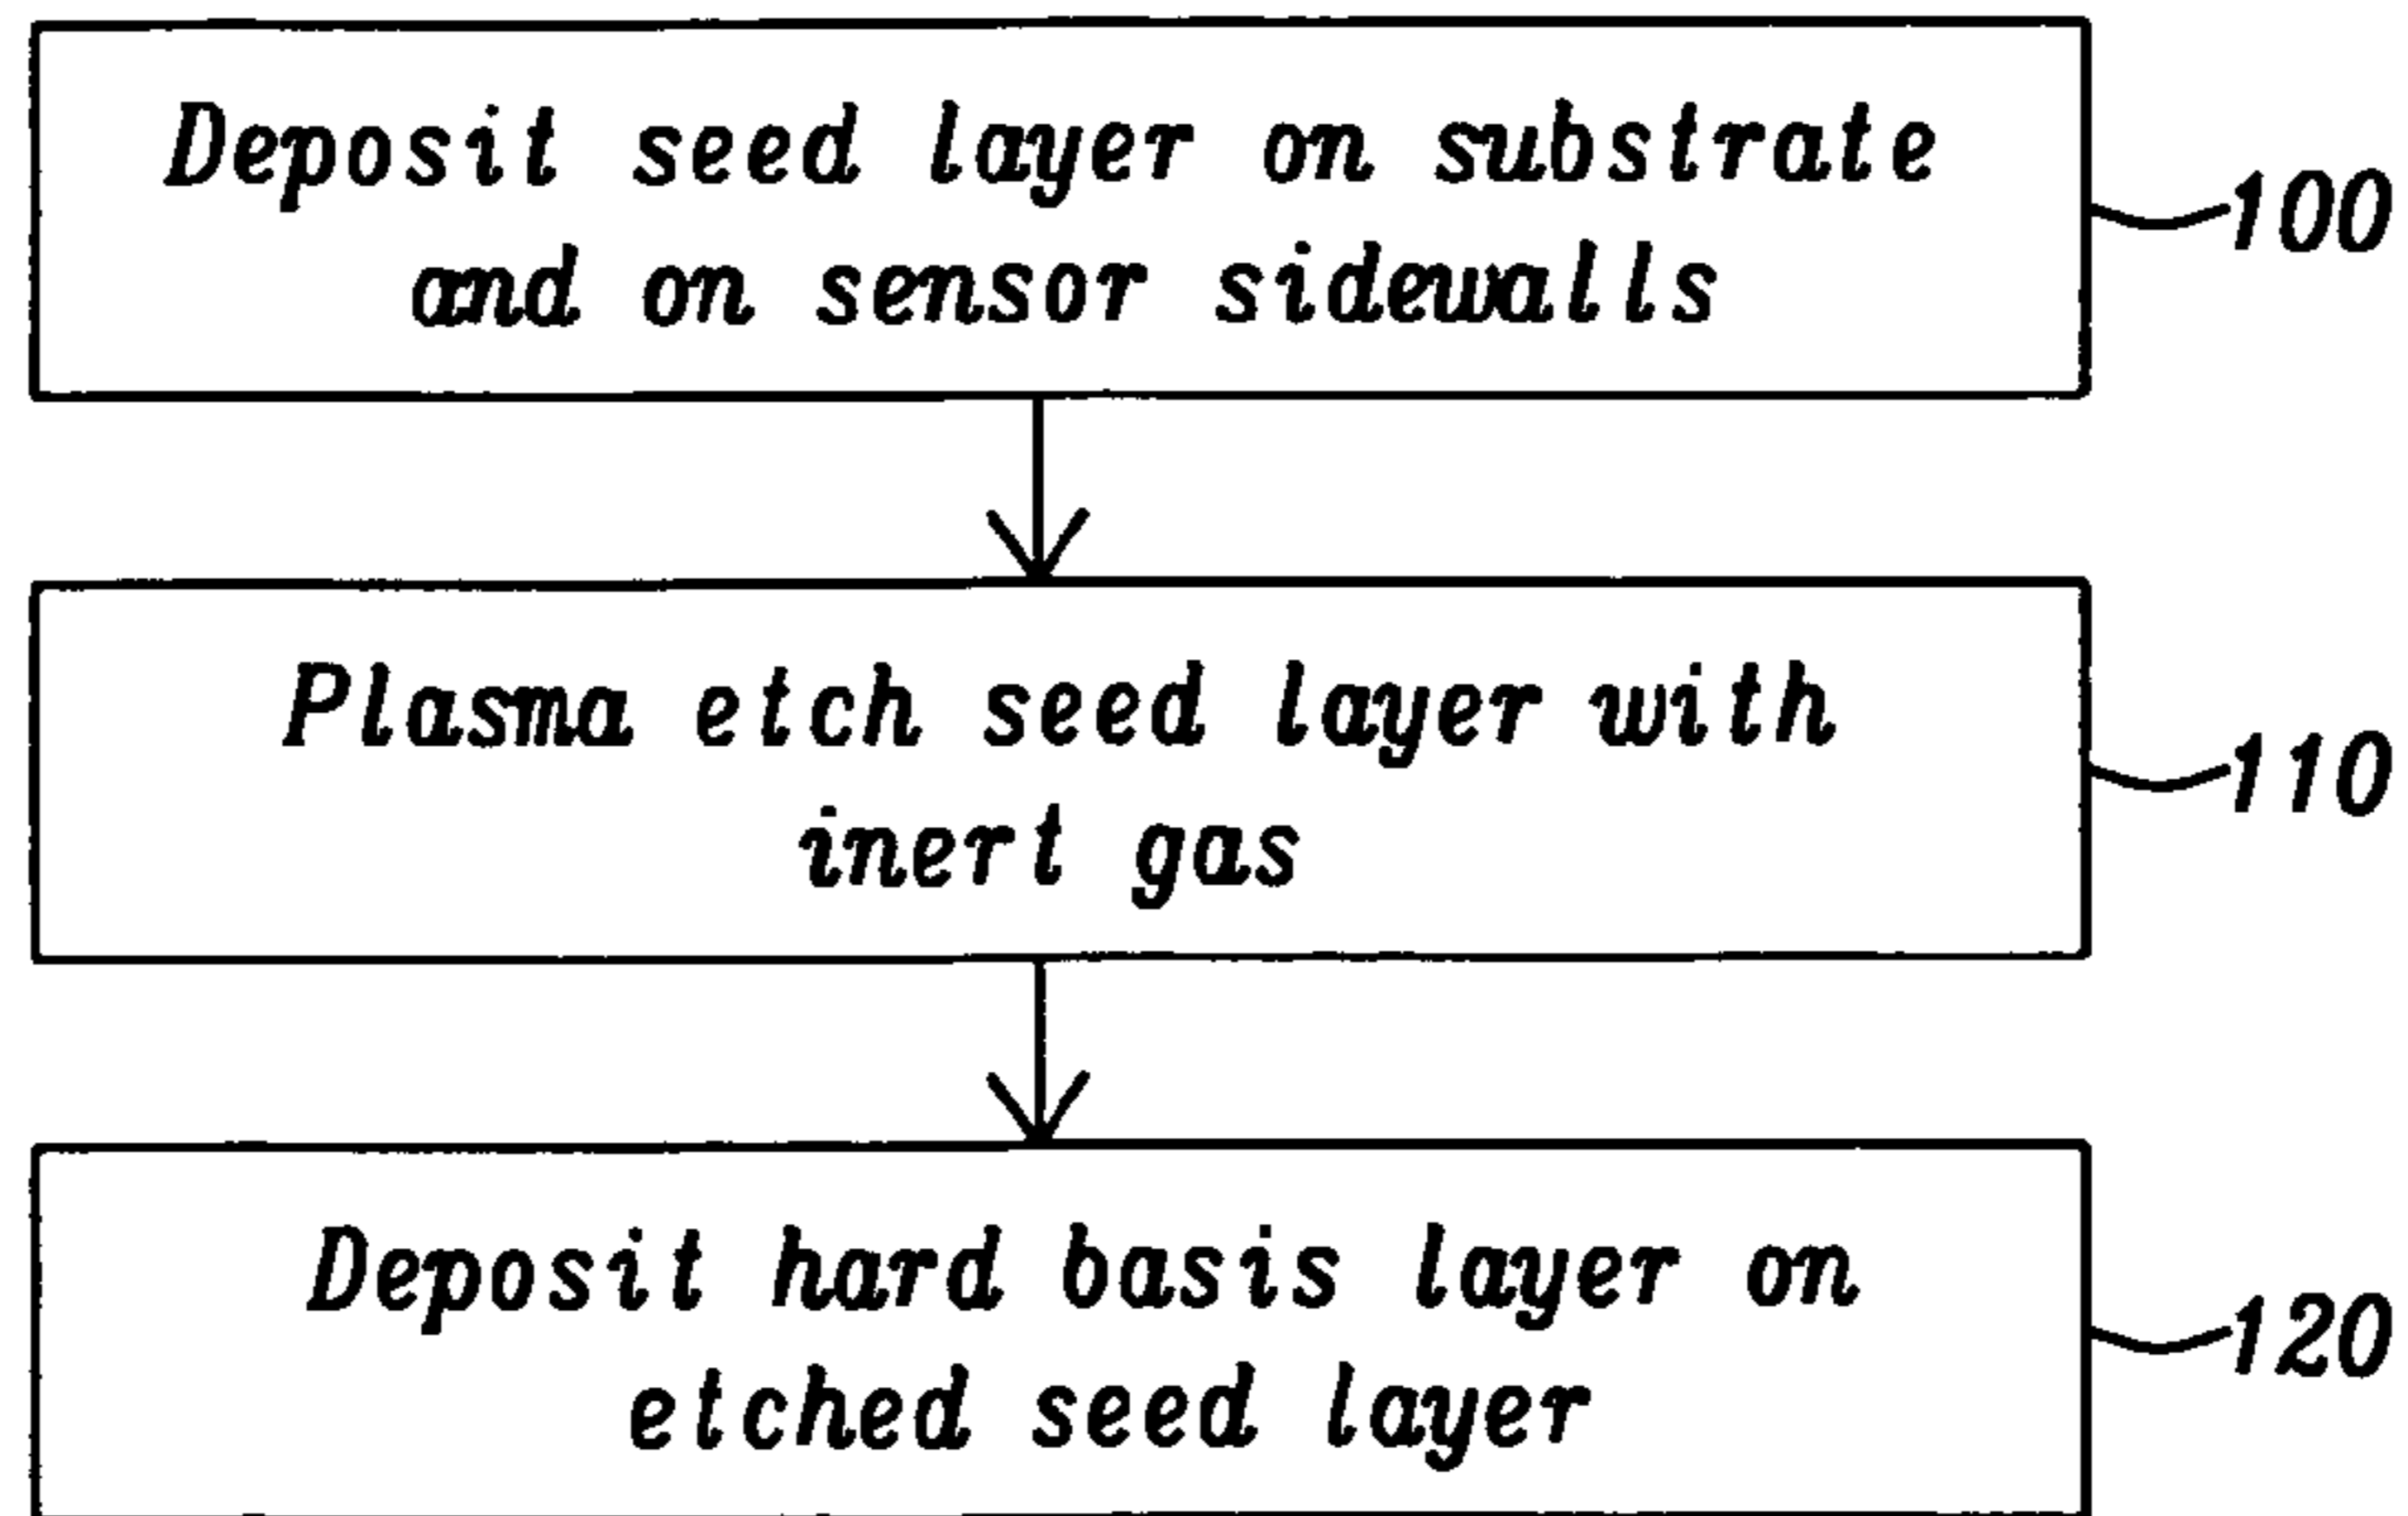 Deposit seed layer on substrate
and on sensor sidewalls
100
Plasma etch seed layer with
inert gas
110
Deposit hard basis layer on
etched seed layer
120